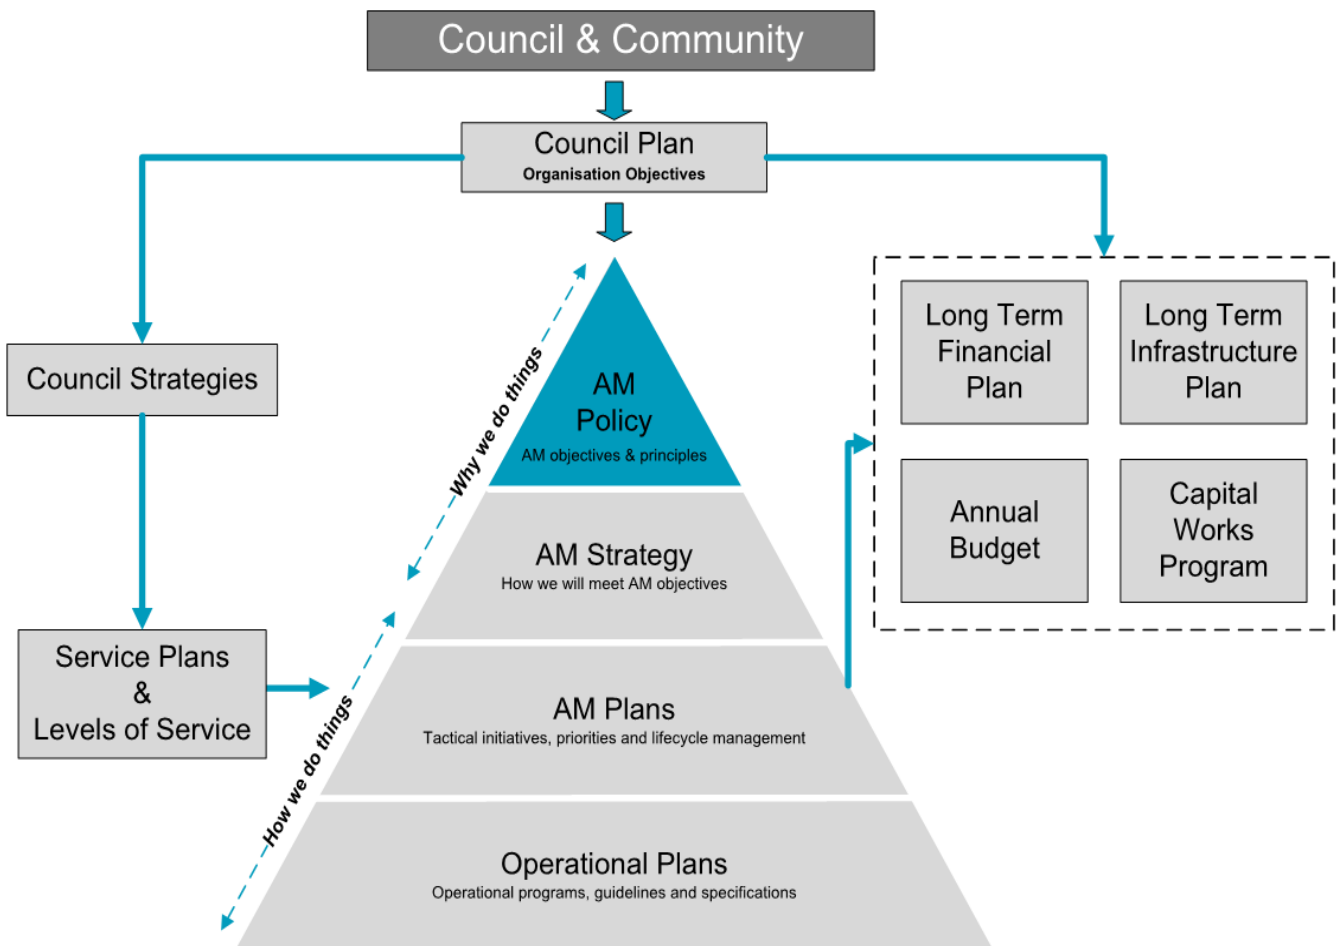 Council & Community
Council Plan
Organisation Objectives
Council Strategies
Service Plans
&
Levels of Service
Why we do things
How we do things
AM
Policy
AM objectives & principles
AM Strategy
How we will meet AM objectives
AM Plans
Tactical initiatives, priorities and lifecycle management
Operational Plans
Operational programs, guidelines and specifications
Long Term
Financial
Plan
Long Term
Infrastructure
Plan
Annual
Budget
Capital
Works
Program